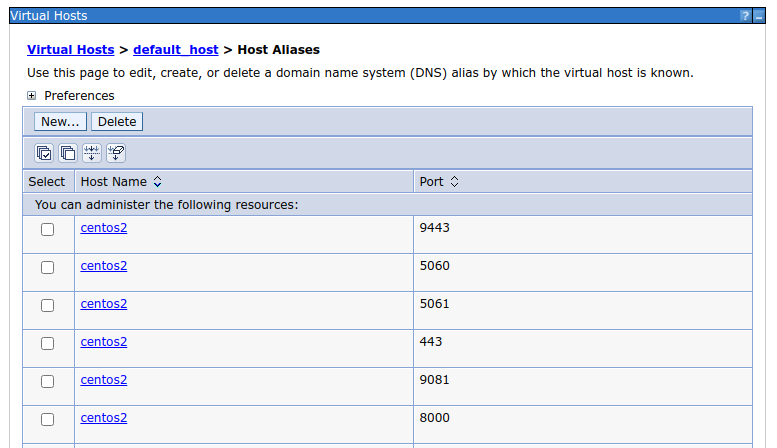 Virtual Hosts ? _
Virtual Hosts > default_host > Host Aliases
Use this page to edit, create, or delete a domain name system (DNS) alias by which the virtual host is known.
+ Preferences
New... Delete
Select Host Name Port
You can administer the following resources:
centos2 9443
centos2 5060
centos2 5061
centos2 443
centos2 9081
centos2 8000